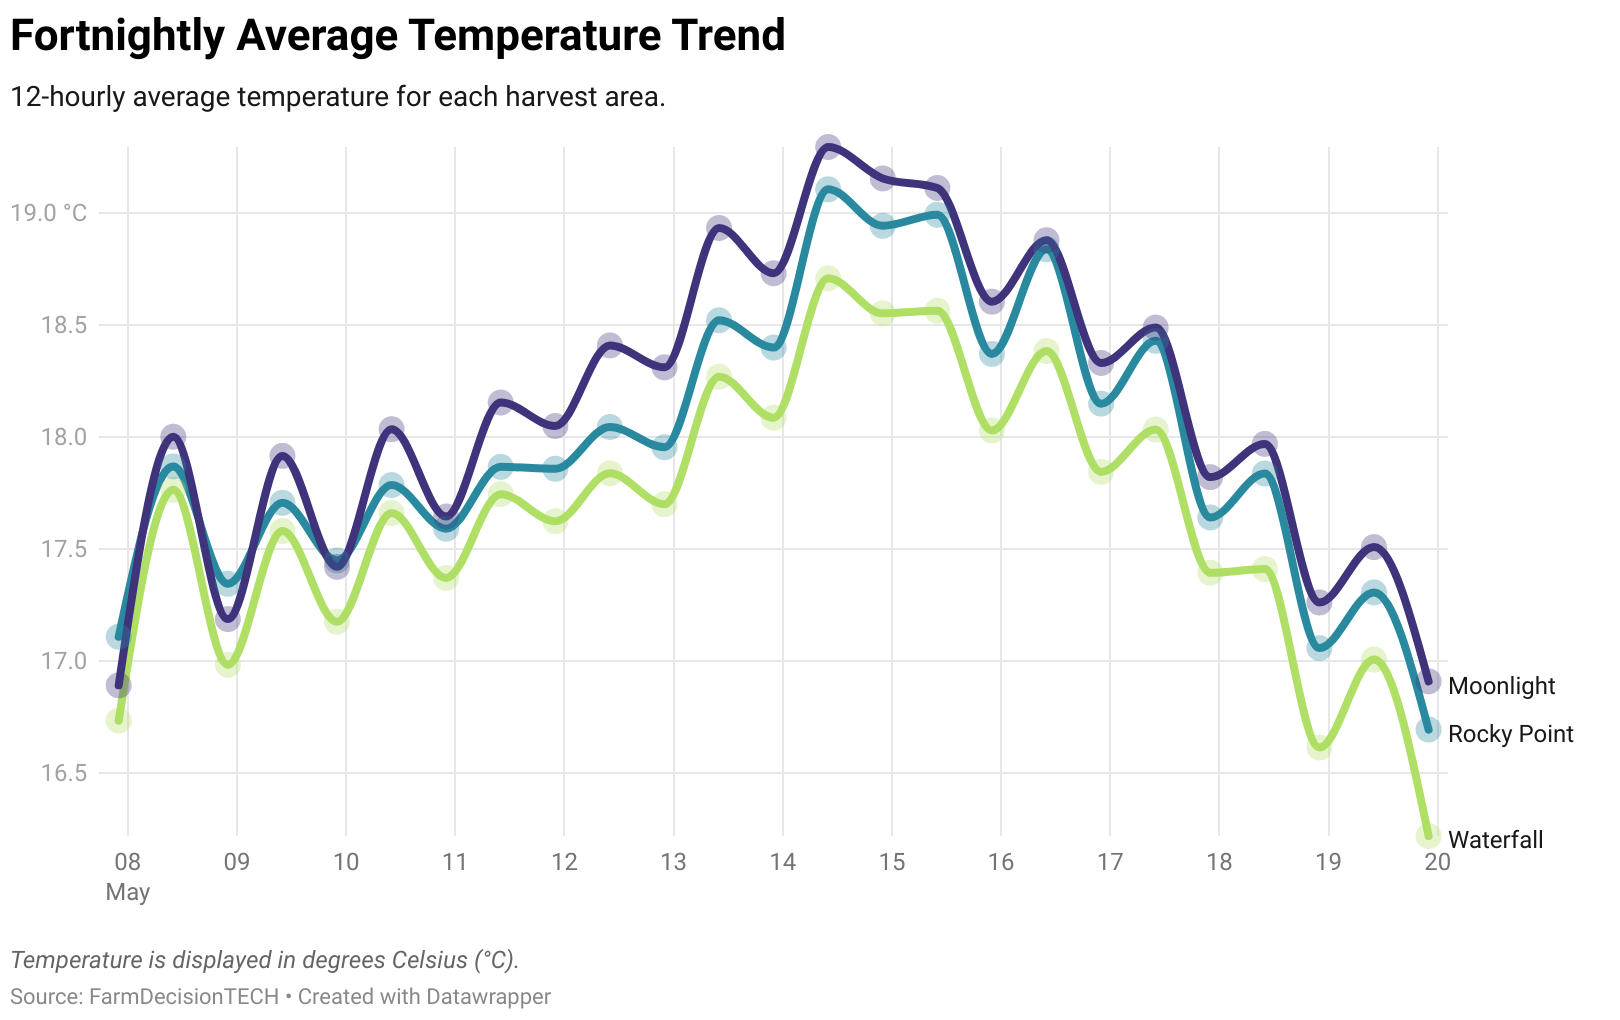 Fortnightly Average Temperature Trend
12-hourly average temperature for each harvest area.
19.0 °C
18.5
18.0
17.5
17.0
16.5
Moonlight
Rocky Point
Waterfall
08 09 10 11 12 13 14 15 16 17 18 19 20
May
Temperature is displayed in degrees Celsius (°C).
Source: FarmDecisionTECH • Created with Datawrapper